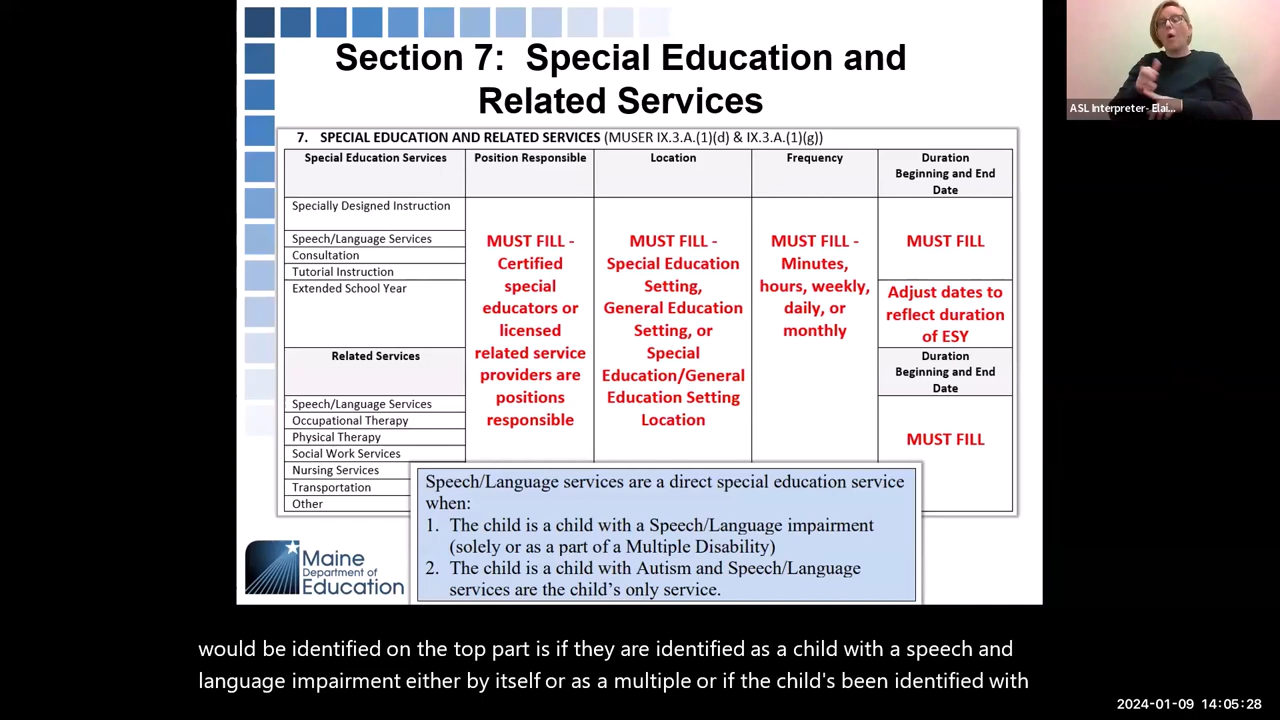 Section 7:  Special Education and
Related Services
ASL Interpreter- Elai...
7. SPECIAL EDUCATION AND RELATED SERVICES (MUSER IX.3.A.(1)(d) & IX.3.A.(1)(g))
Special Education Services
Position Responsible
Location
Frequency
Duration
Beginning and End
Date
Specially Designed Instruction
Speech/Language Services
Consultation
Tutorial Instruction
Extended School Year
MUST FILL -
Certified
special
educators or
licensed
related service
providers are
positions
responsible
MUST FILL -
Special Education
Setting,
General Education
Setting, or
Special
Education/General
Education Setting
Location
MUST FILL -
Minutes,
hours, weekly,
daily, or
monthly
MUST FILL
Adjust dates to
reflect duration
of ESY
Related Services
Duration
Beginning and End
Date
Speech/Language Services
Occupational Therapy
Physical Therapy
Social Work Services
Nursing Services
Transportation
Other
MUST FILL
Speech/Language services are a direct special education service
when:
1. The child is a child with a Speech/Language impairment
(solely or as a part of a Multiple Disability)
2. The child is a child with Autism and Speech/Language
services are the child's only service.
Maine
Department of
Education
would be identified on the top part is if they are identified as a child with a speech and
language impairment either by itself or as a multiple or if the child's been identified with
2024-01-09 14:05:28